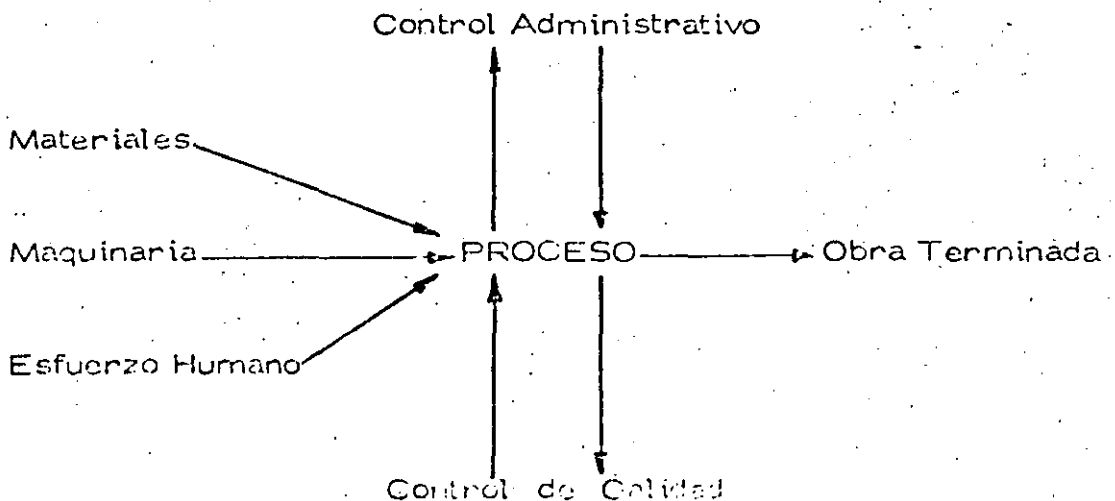 Control Administrativo
Materiales
Maquinaria PROCESO Obra Terminada
Esfuerzo Humano
Control de Calidad